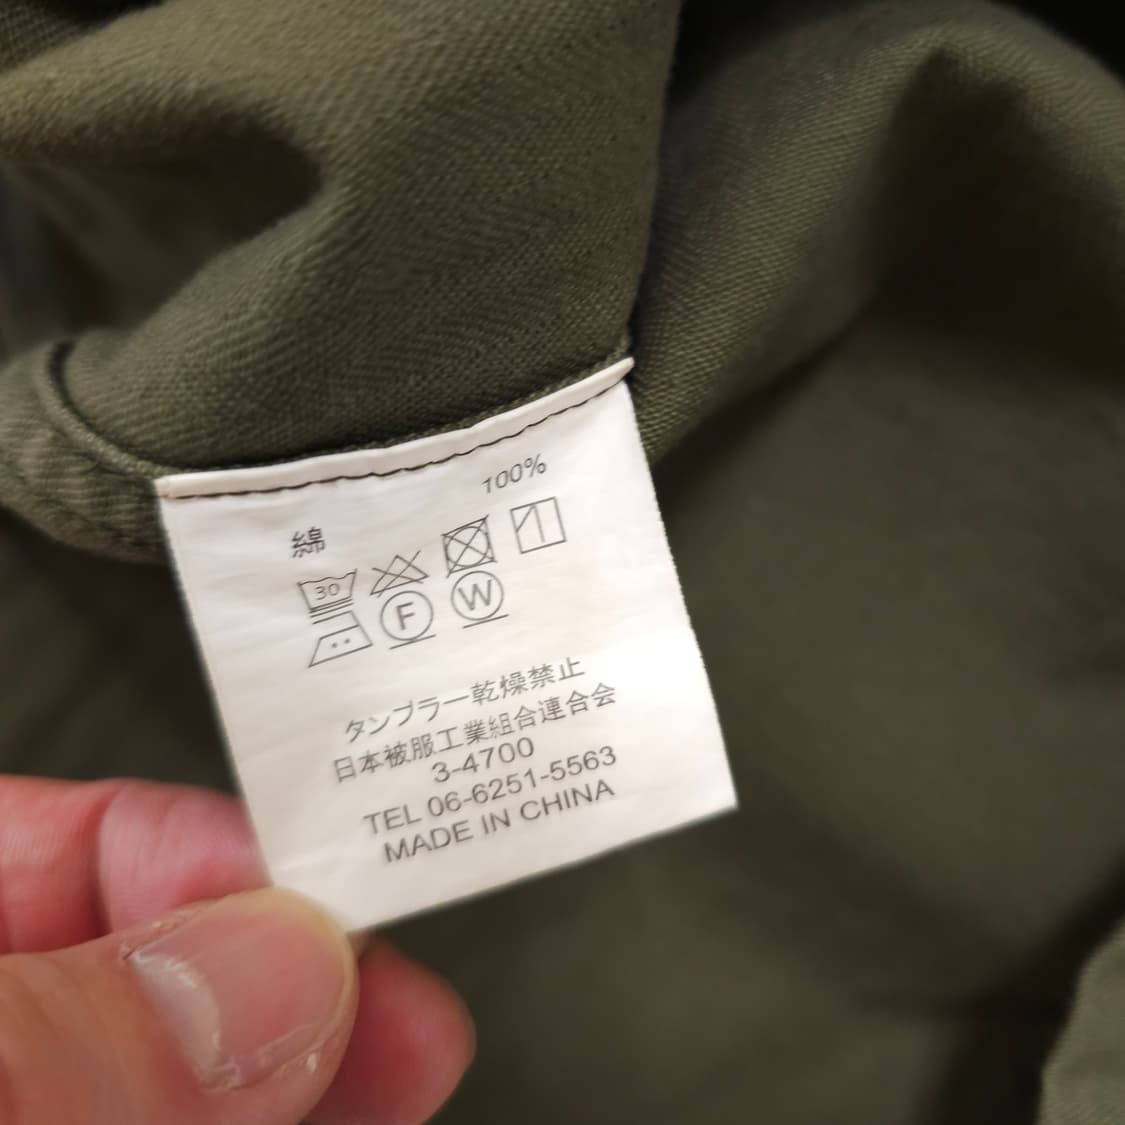 綿 100%
30
F W
タンブラー乾燥禁止
日本被服工業組合連合会
3-4700
TEL 06-6251-5563
MADE IN CHINA